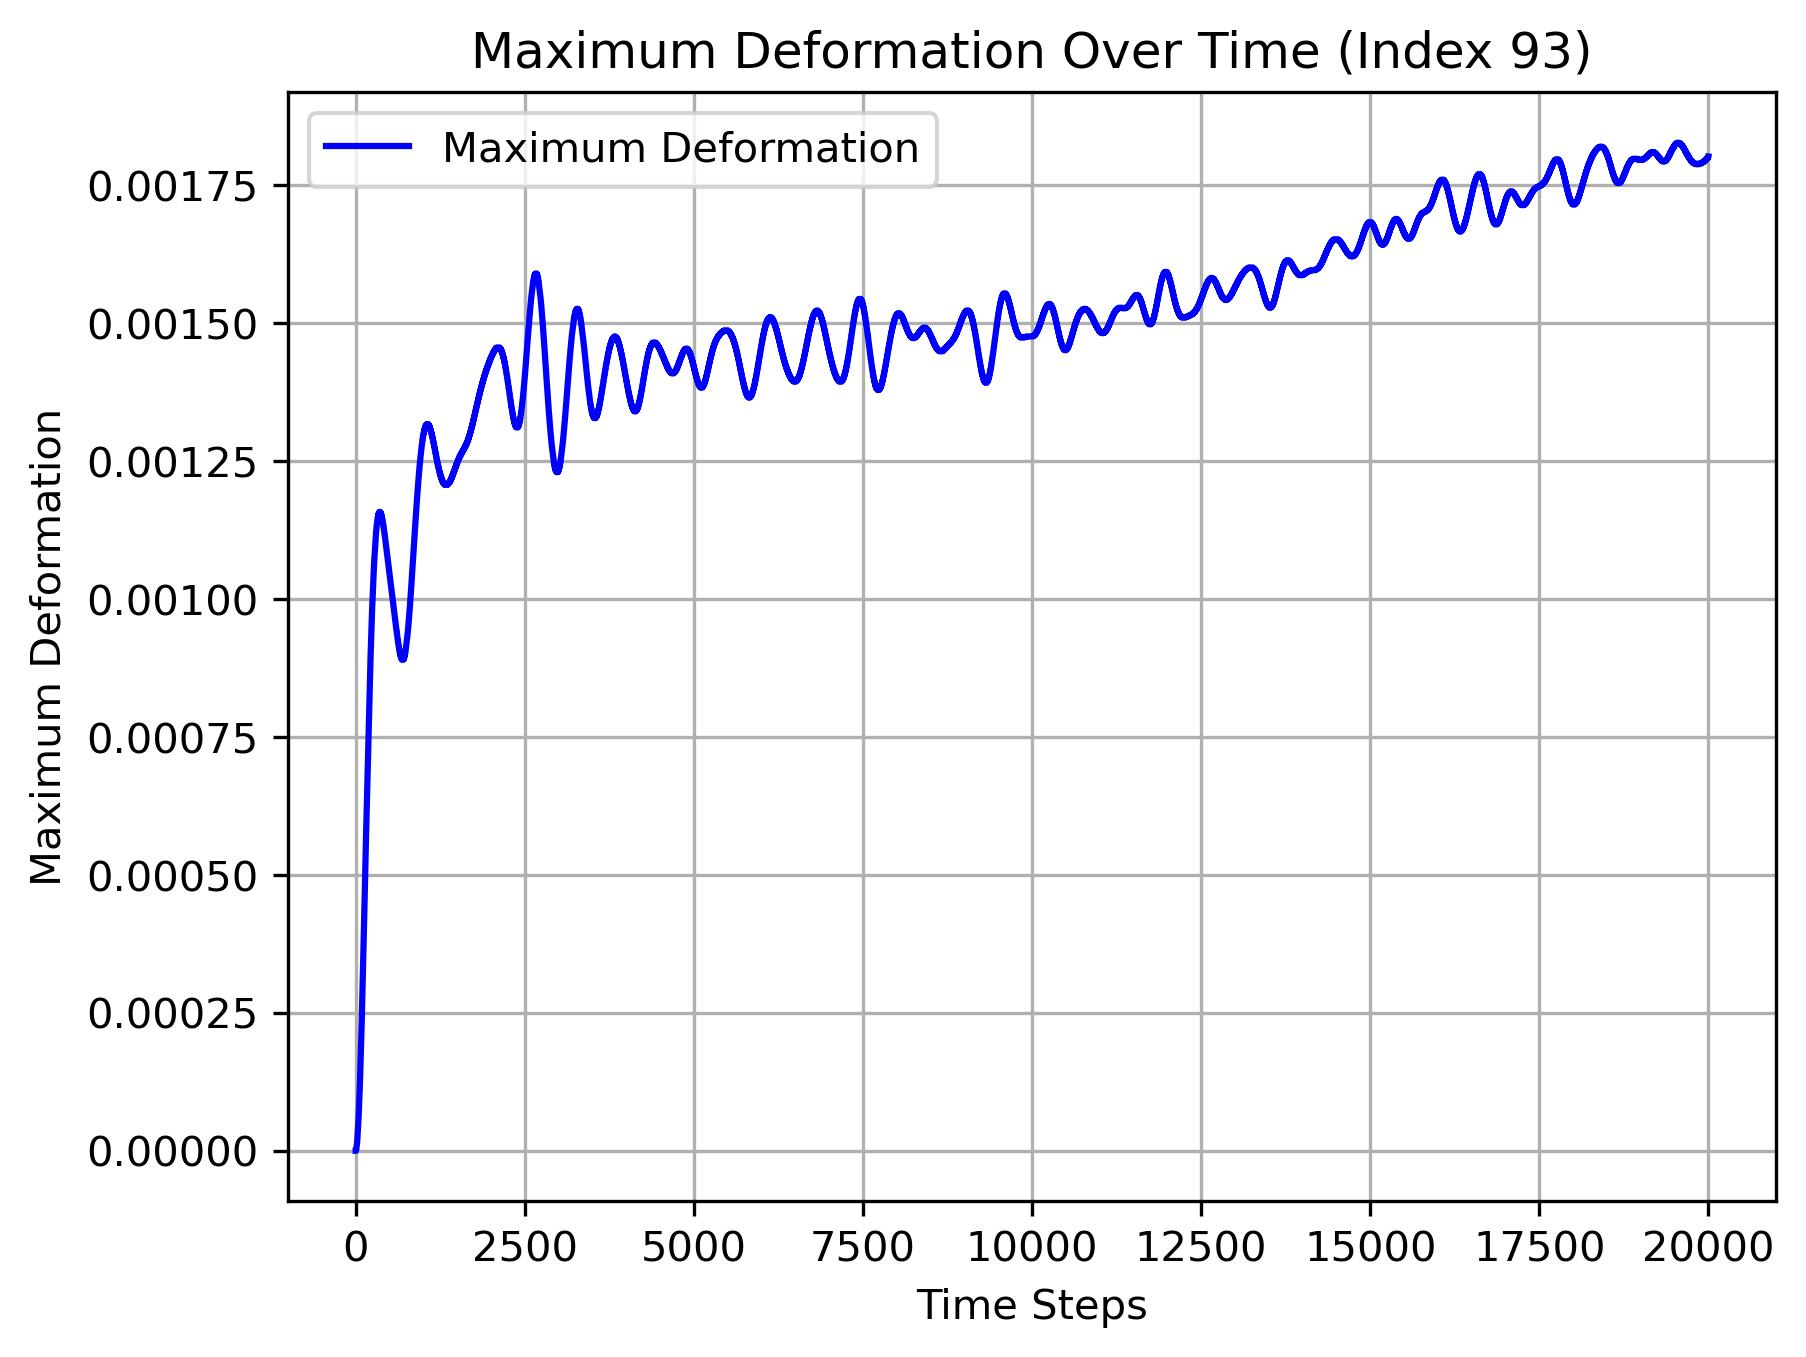 Maximum Deformation Over Time (Index 93)
Maximum Deformation
Maximum Deformation
0.00175
0.00150
0.00125
0.00100
0.00075
0.00050
0.00025
0.00000
0 2500 5000 7500 10000 12500 15000 17500 20000
Time Steps